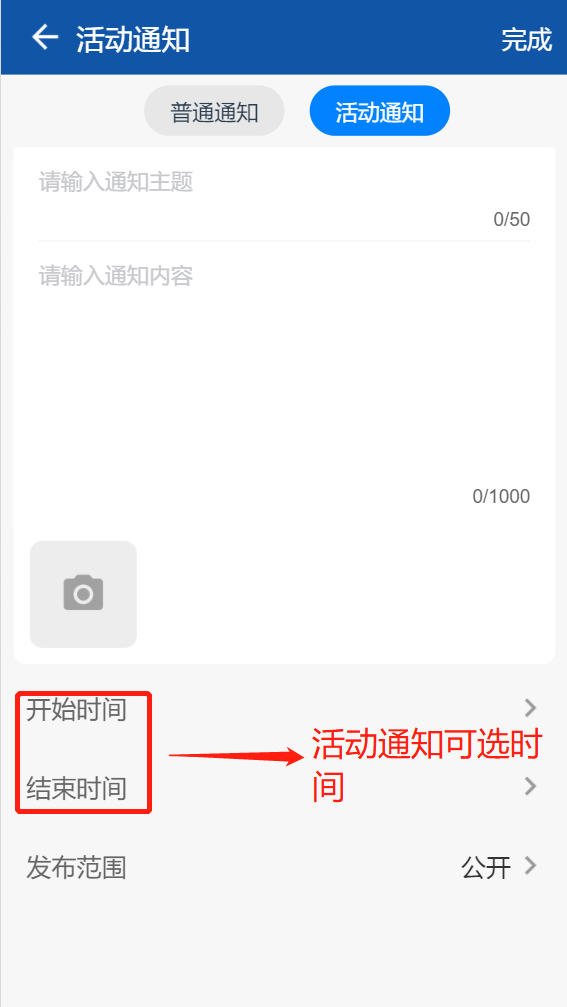 活动通知
完成
普通通知
活动通知
请输入通知主题
0/50
请输入通知内容
0/1000
开始时间
活动通知可选时
间
结束时间
发布范围
公开